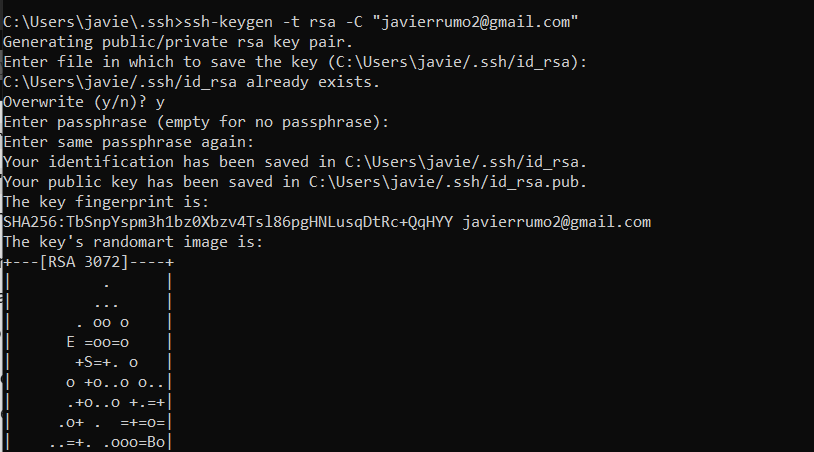 C:\Users\javie\.ssh>ssh-keygen -t rsa -C "javierrumo2@gmail.com"
Generating public/private rsa key pair.
Enter file in which to save the key (C:\Users\javie/.ssh/id_rsa):
C:\Users\javie/.ssh/id_rsa already exists.
Overwrite (y/n)? y
Enter passphrase (empty for no passphrase):
Enter same passphrase again:
Your identification has been saved in C:\Users\javie/.ssh/id_rsa.
Your public key has been saved in C:\Users\javie/.ssh/id_rsa.pub.
The key fingerprint is:
SHA256:TbSnpYspm3h1bz0Xbzv4Tsl86pgHNLusqDtRc+QqHYY javierrumo2@gmail.com
The key's randomart image is:
+---[RSA 3072]----+
|          .      |
|         ...     |
|       . oo o    |
|      E =oo=o    |
|       +S=+. o   |
|      o +o..o o..|
|      .+o..o +.=+|
|     .o+ .  =+=o=|
|    ..=+. .ooo=Bo|